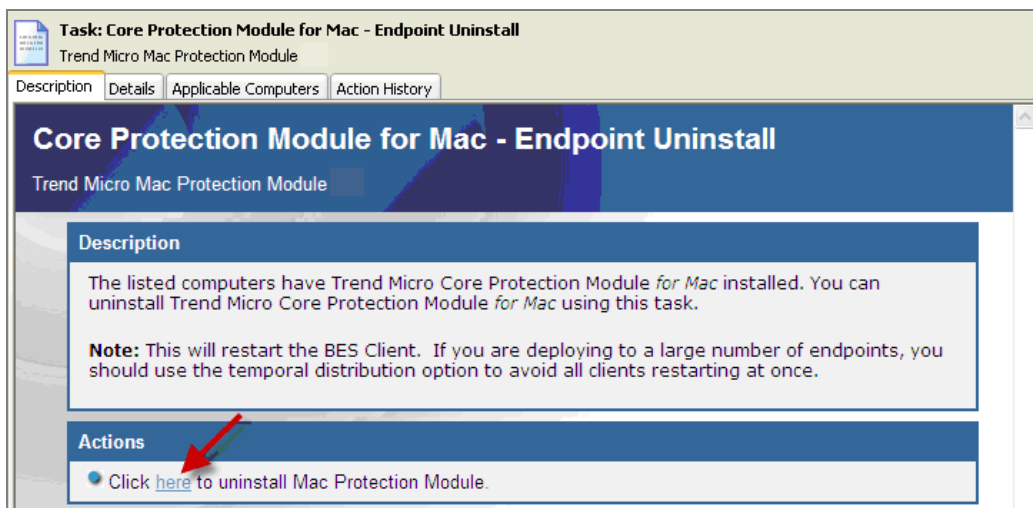 Task: Core Protection Module for Mac - Endpoint Uninstall
Trend Micro Mac Protection Module
Description Details Applicable Computers Action History
Core Protection Module for Mac - Endpoint Uninstall
Trend Micro Mac Protection Module
Description
The listed computers have Trend Micro Core Protection Module for Mac installed. You can
uninstall Trend Micro Core Protection Module for Mac using this task.
Note: This will restart the BES Client. If you are deploying to a large number of endpoints, you
should use the temporal distribution option to avoid all clients restarting at once.
Actions
Click here to uninstall Mac Protection Module.